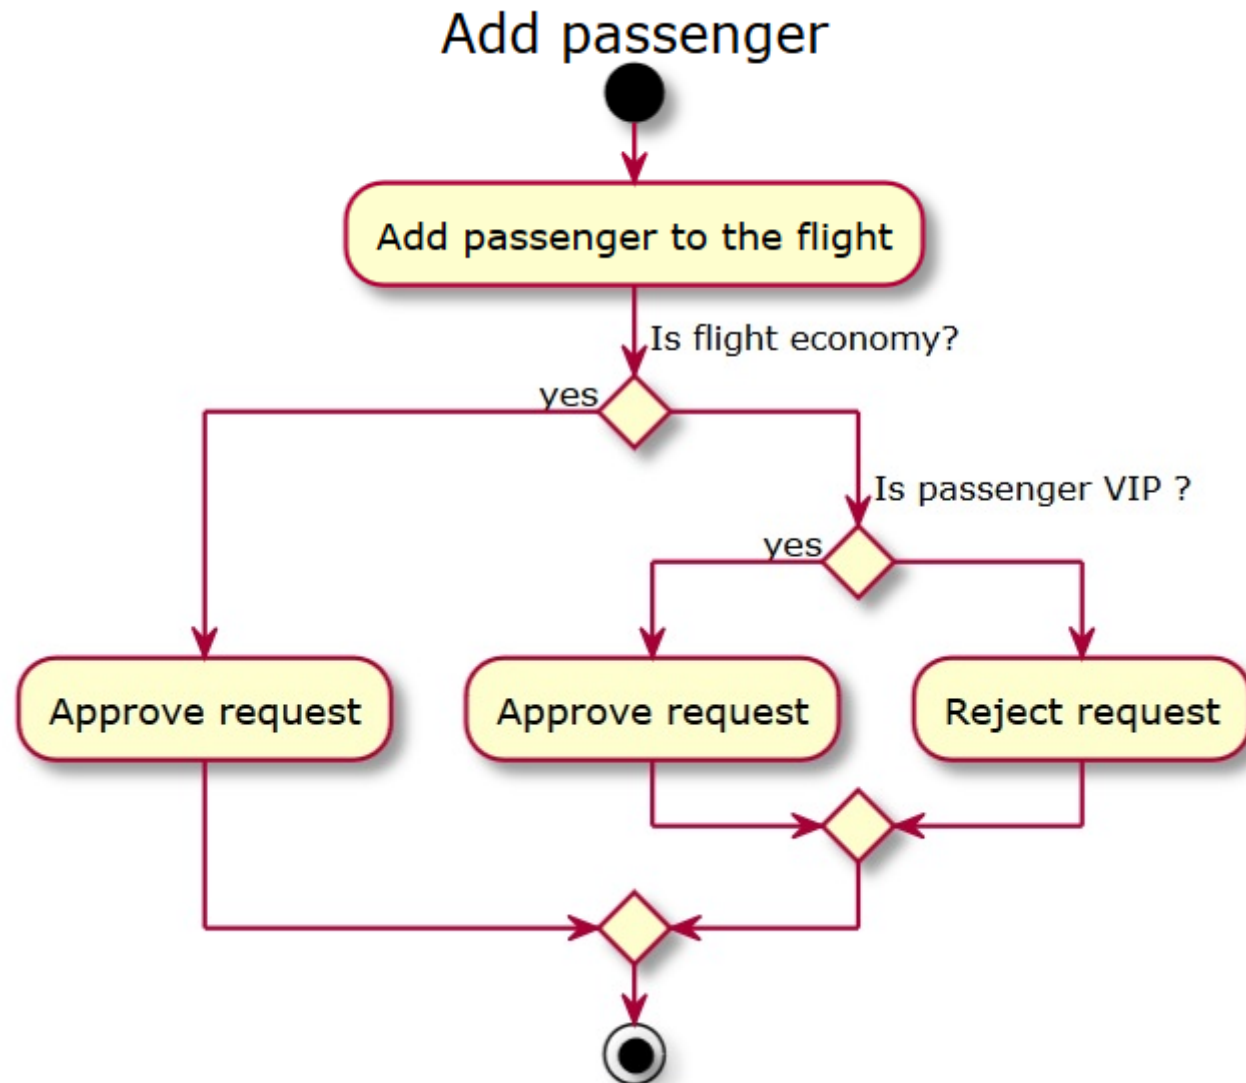 Add passenger
Add passenger to the flight
Is flight economy?
yes
Is passenger VIP ?
yes
Approve request
Approve request
Reject request